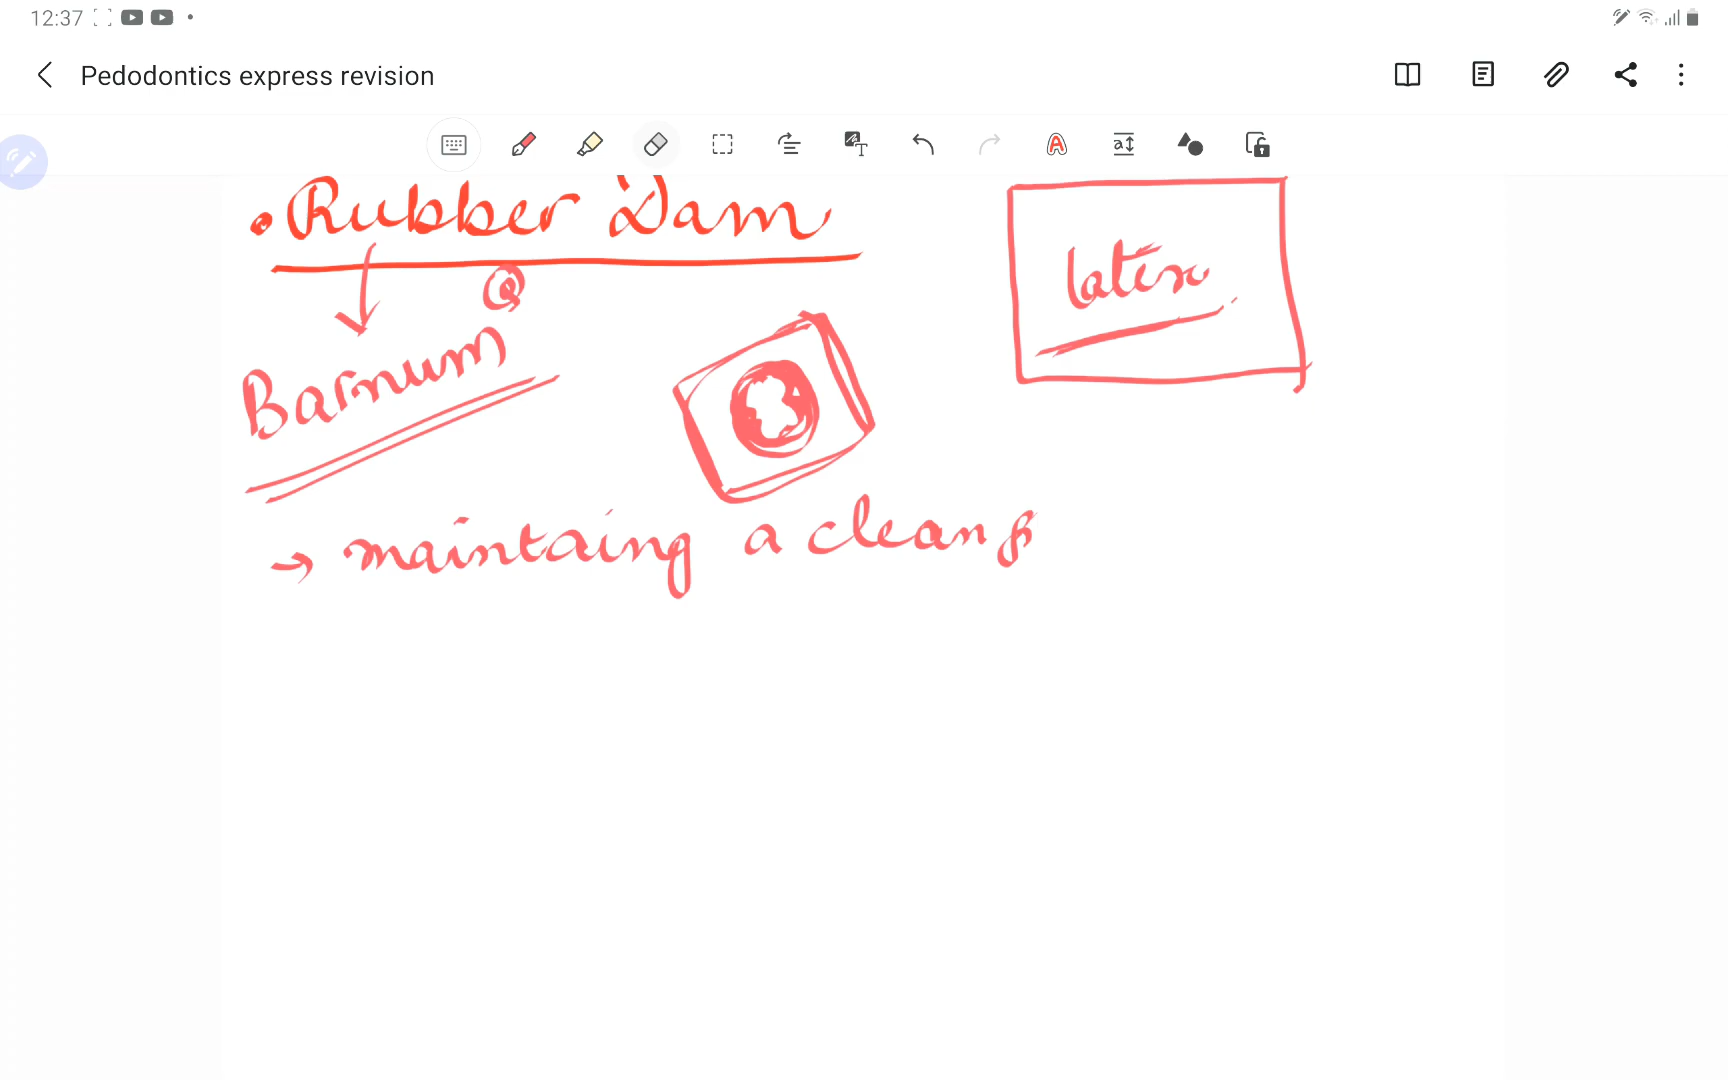 12:37
Pedodontics express revision
• Rubber Dam
latex
Barnum
→ maintaing a clean &